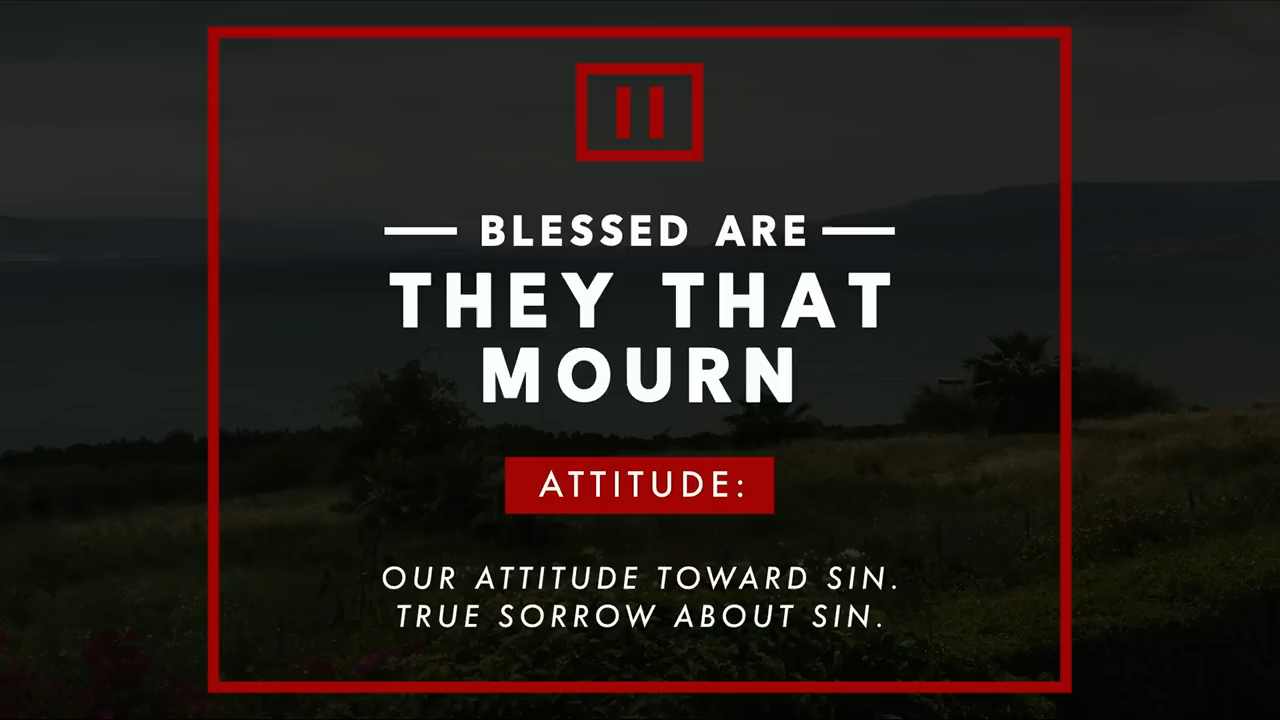 II
BLESSED ARE
THEY THAT
MOURN
ATTITUDE:
OUR ATTITUDE TOWARD SIN.
TRUE SORROW ABOUT SIN.